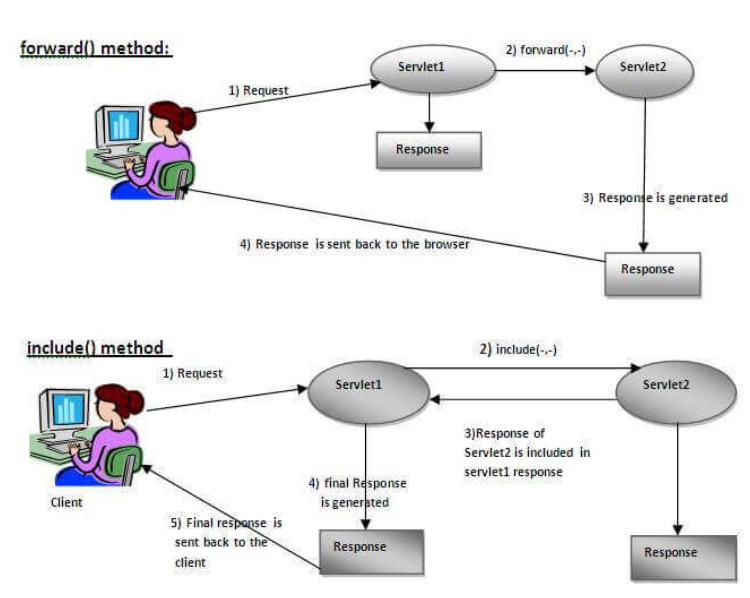 forward() method:
1) Request
Servlet1
2) forward(-,-)
Servlet2
Response
3) Response is generated
4) Response is sent back to the browser
Response
include() method
1) Request
Servlet1
2) include(-,-)
Servlet2
3)Response of
Servlet2 is included in
servlet1 response
4) final Response
is generated
Client
5) Final response is
sent back to the
client
Response
Response